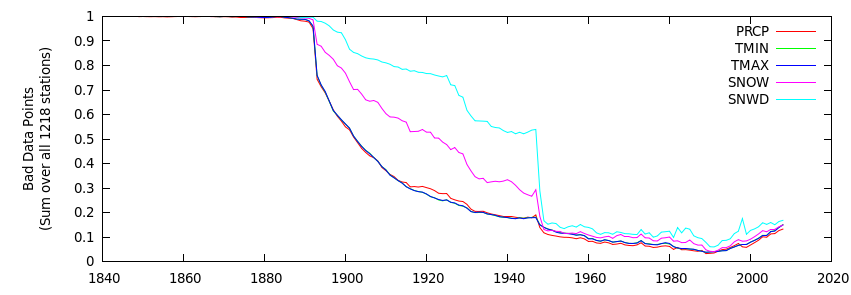 Bad Data Points
(Sum over all 1218 stations)
1
0.9
0.8
0.7
0.6
0.5
0.4
0.3
0.2
0.1
0
1840 1860 1880 1900 1920 1940 1960 1980 2000 2020
PRCP
TMIN
TMAX
SNOW
SNWD